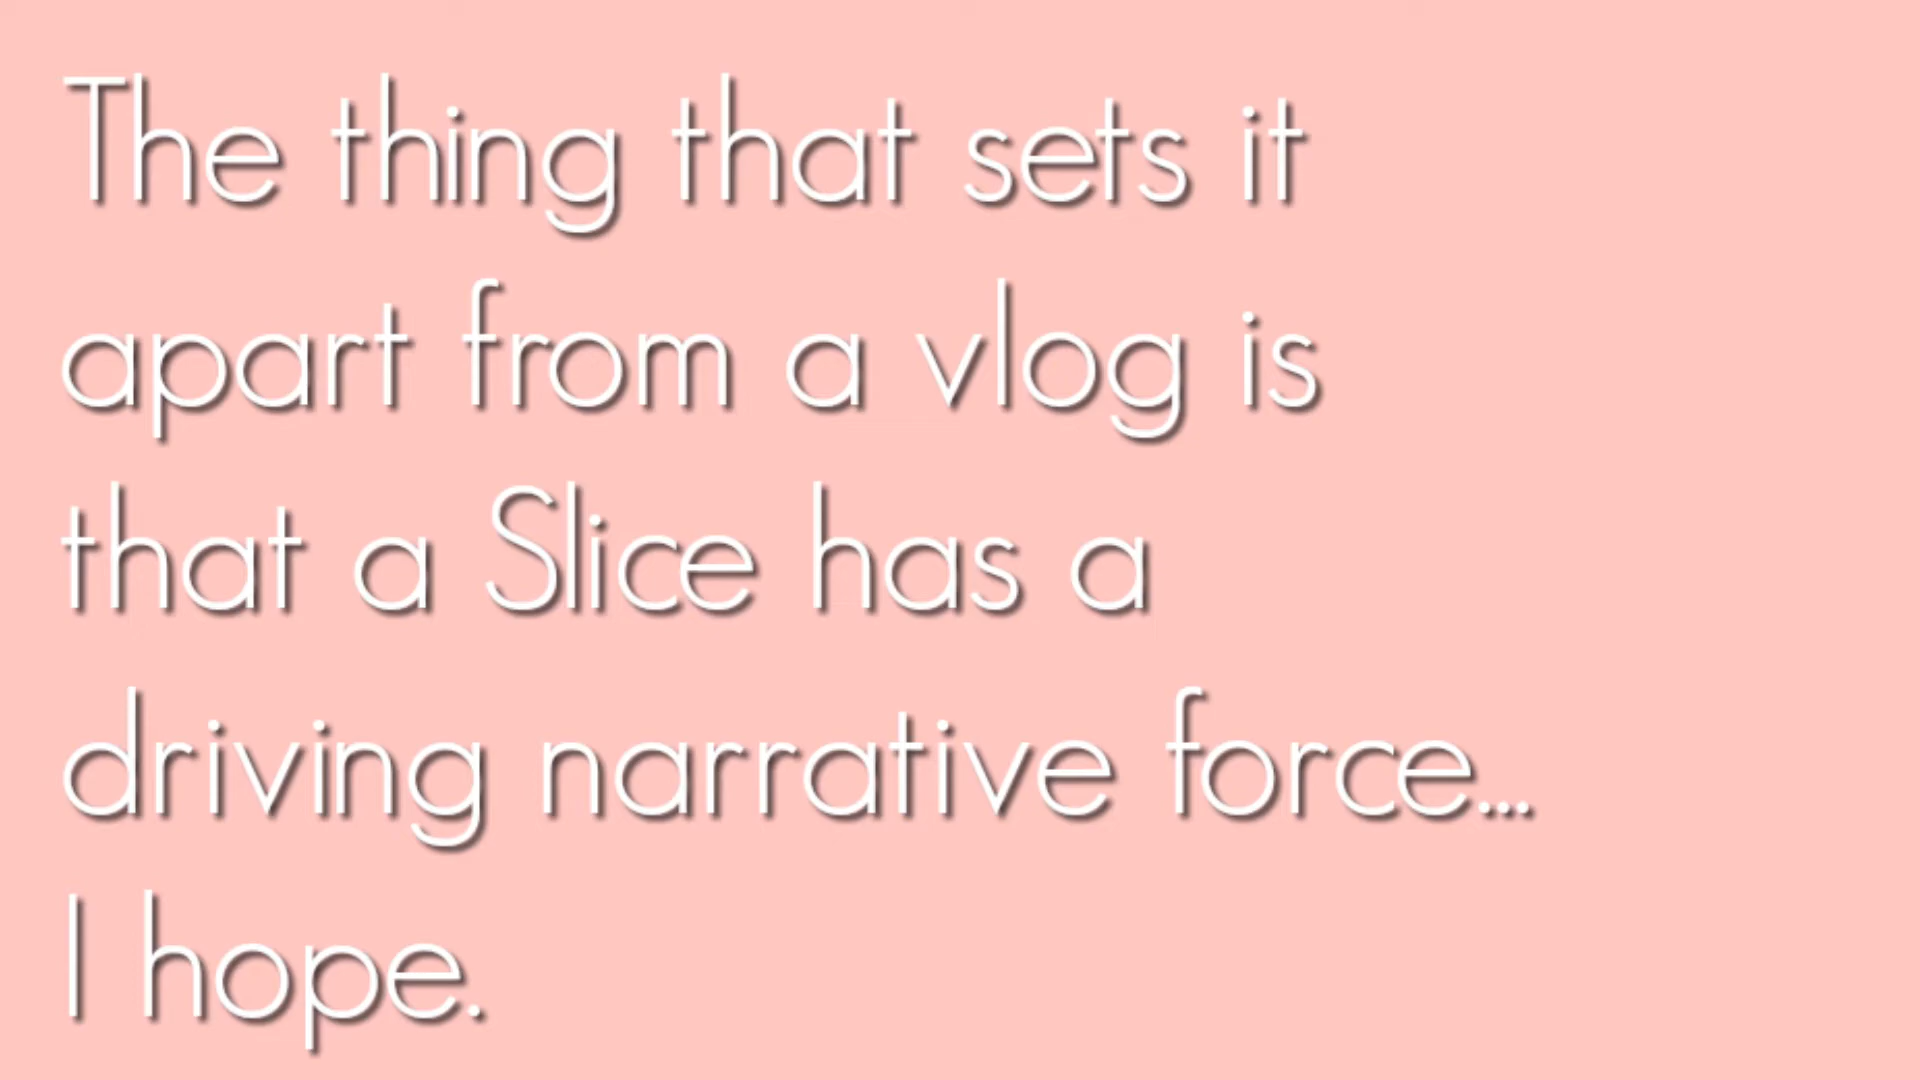 The thing that sets it
apart from a vlog is
that a Slice has a
driving narrative force...
I hope.